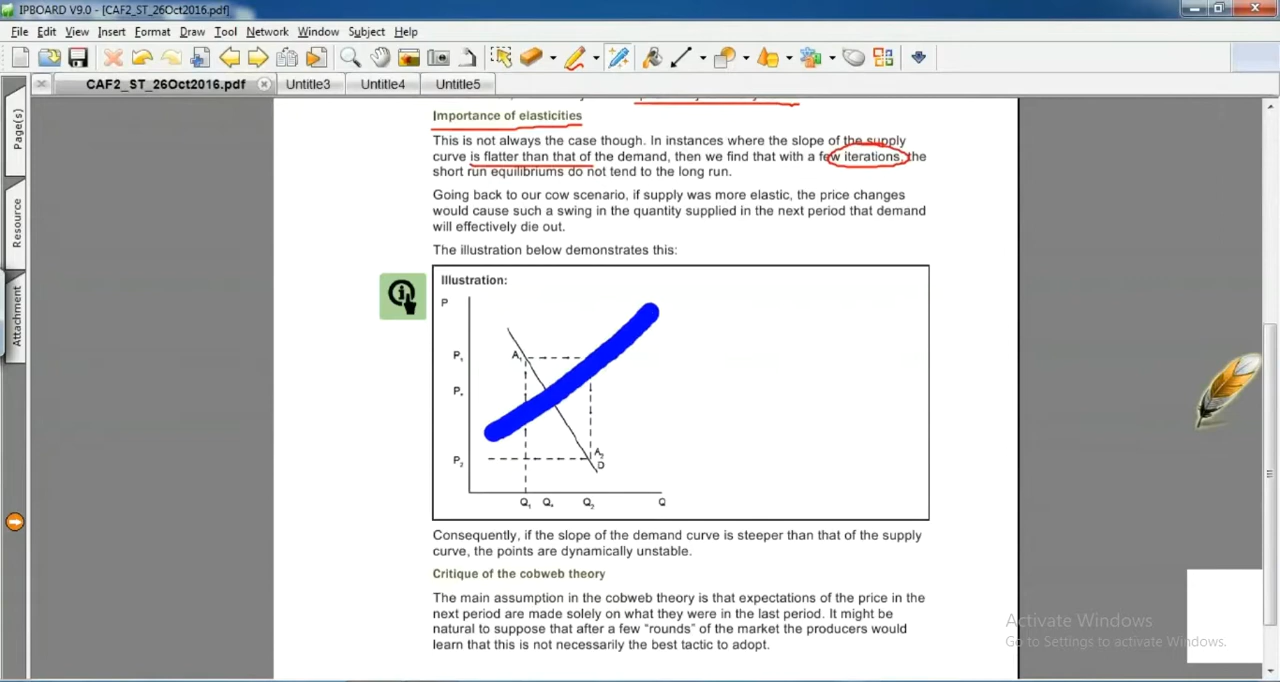 IPBOARD V9.0 - [CAF2_ST_26Oct2016.pdf]
File Edit View Insert Format Draw Tool Network Window Subject Help
CAF2_ST_26Oct2016.pdf Untitle3 Untitle4 Untitle5
Page(s)
Resource
Attachment
Importance of elasticities
This is not always the case though. In instances where the slope of the supply
curve is flatter than that of the demand, then we find that with a few iterations, the
short run equilibriums do not tend to the long run.
Going back to our cow scenario, if supply was more elastic, the price changes
would cause such a swing in the quantity supplied in the next period that demand
will effectively die out.
The illustration below demonstrates this:
Illustration:
P
P1 A1
P*
P2 A2
D
Q1 Q* Q2 Q
Consequently, if the slope of the demand curve is steeper than that of the supply
curve, the points are dynamically unstable.
Critique of the cobweb theory
The main assumption in the cobweb theory is that expectations of the price in the
next period are made solely on what they were in the last period. It might be
natural to suppose that after a few “rounds” of the market the producers would
learn that this is not necessarily the best tactic to adopt.
Activate Windows
Go to Settings to activate Windows.